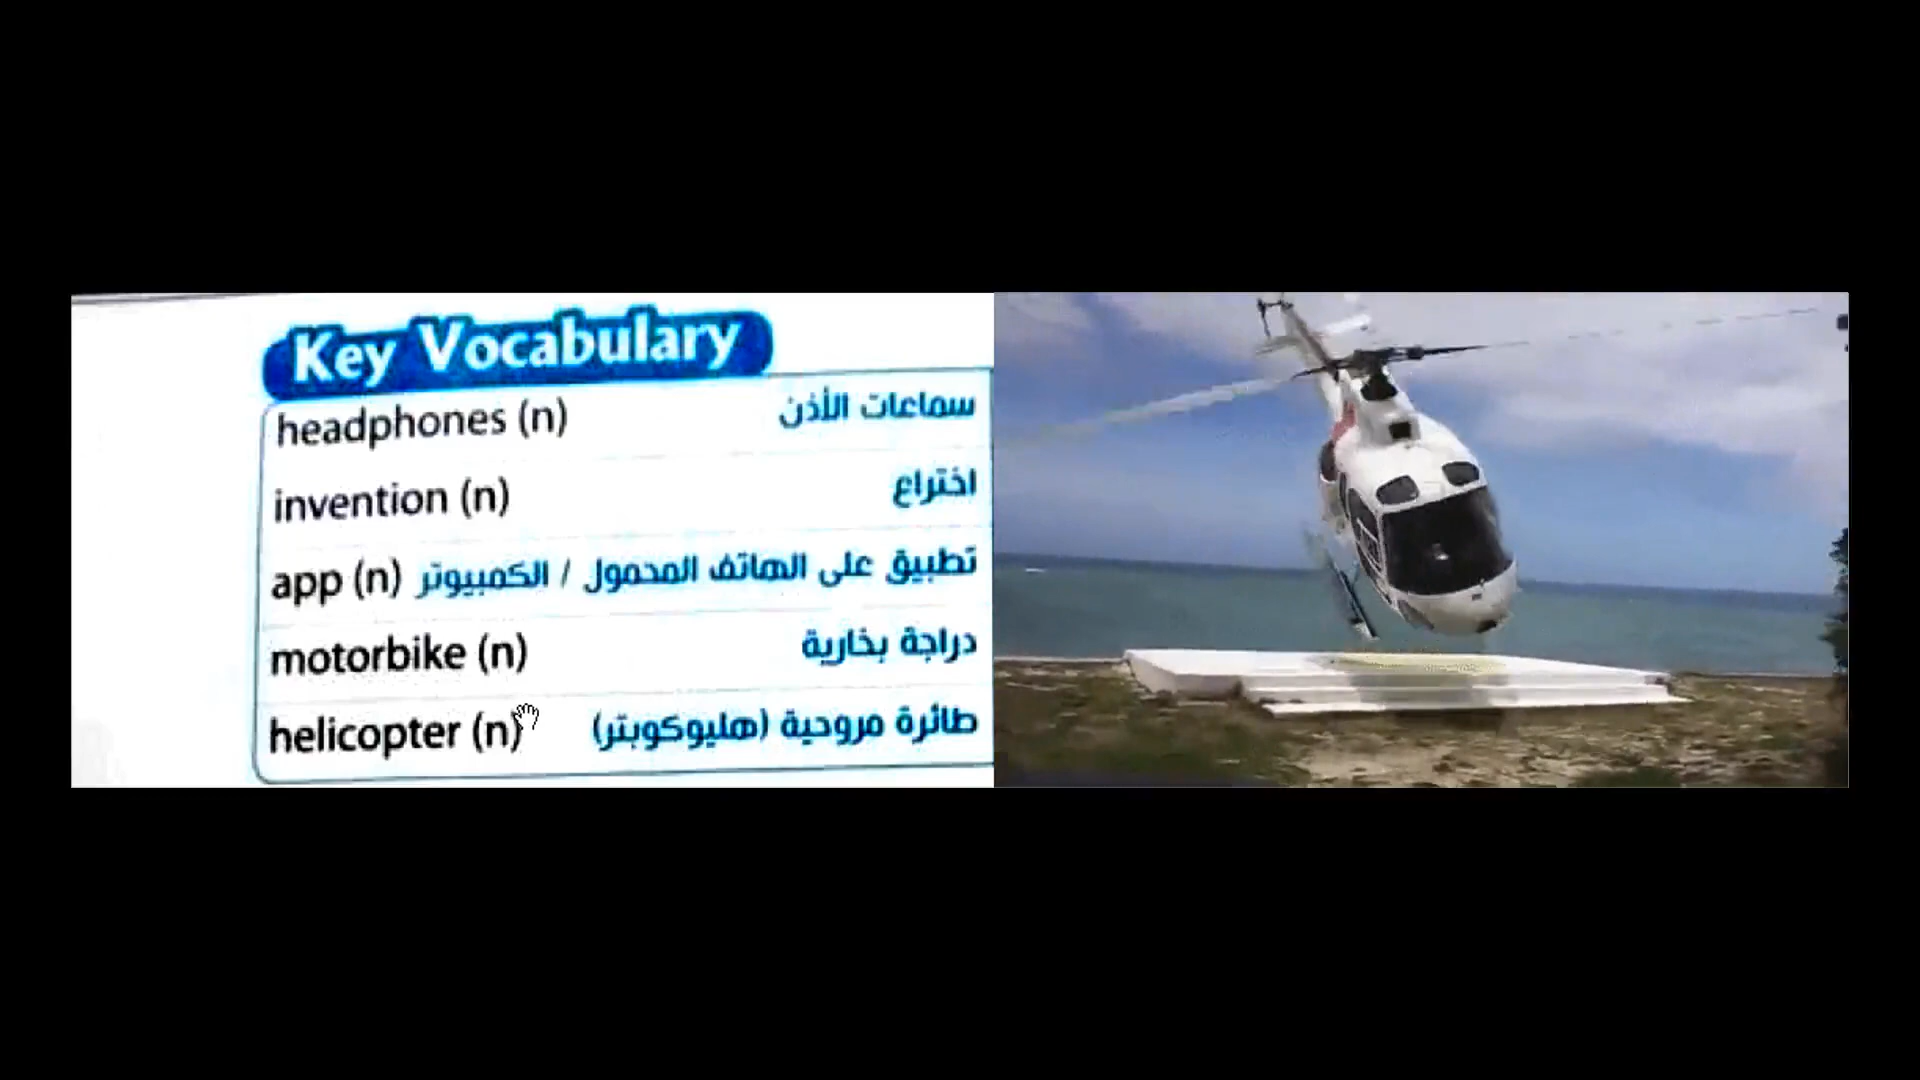 Key Vocabulary
headphones (n) سماعات الأذن
invention (n) اختراع
app (n) تطبيق على الهاتف المحمول / الكمبيوتر
motorbike (n) دراجة بخارية
helicopter (n) طائرة مروحية (هليوكوبتر)